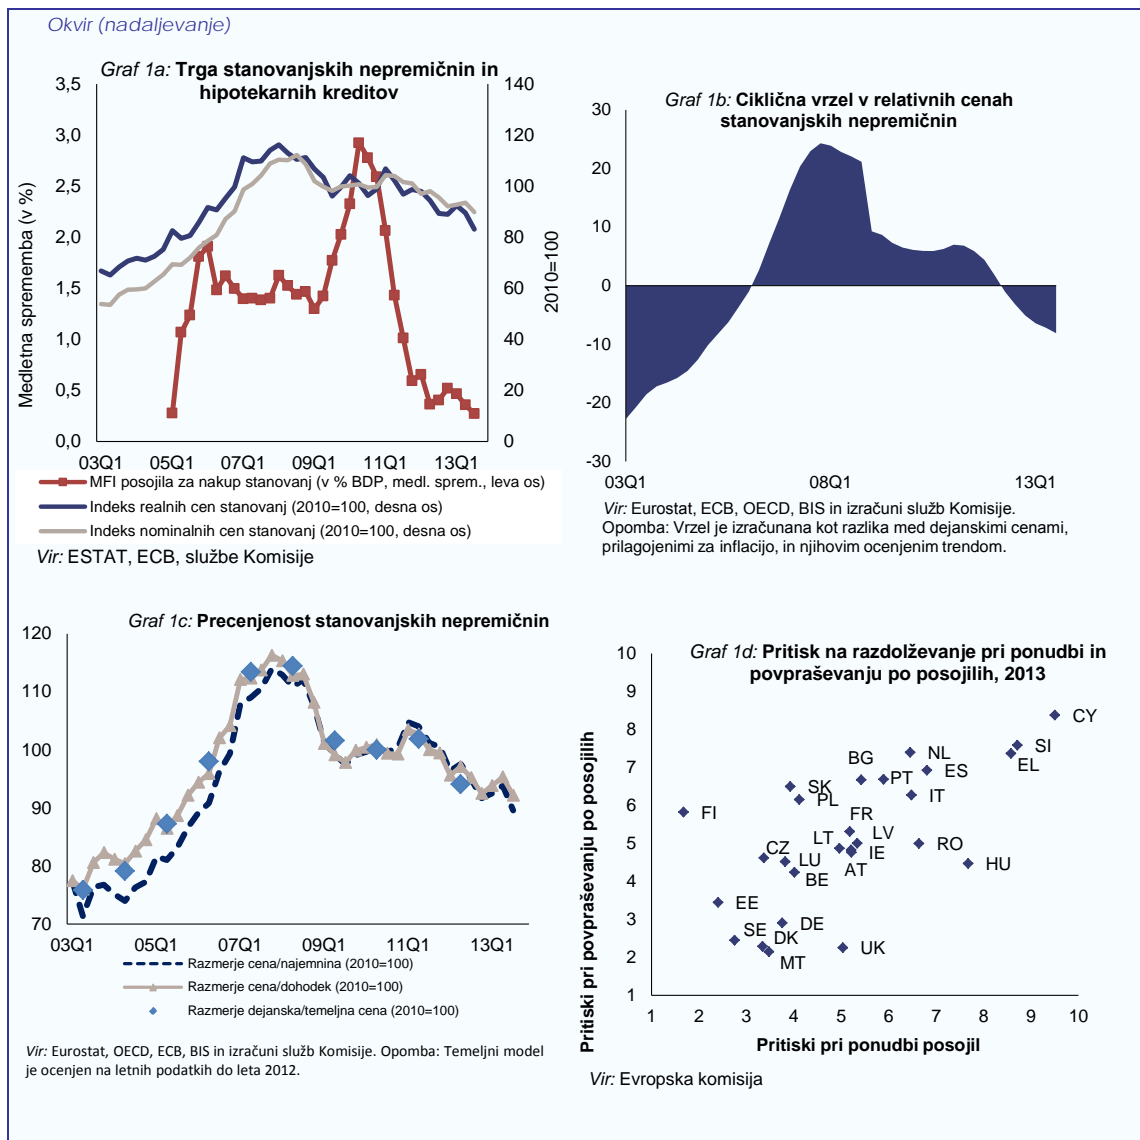 Okvir (nadaljevanje)
Graf 1a: Trga stanovanjskih nepremičnin in
hipotekarnih kreditov
3,5
3,0
2,5
2,0
1,5
1,0
0,5
0,0
Medletna sprememba (v %)
140
120
100
80
60
40
20
0
2010=100
03Q1 05Q1 07Q1 09Q1 11Q1 13Q1
MFI posojila za nakup stanovanj (v % BDP, medl. sprem., leva os)
Indeks realnih cen stanovanj (2010=100, desna os)
Indeks nominalnih cen stanovanj (2010=100, desna os)
Vir: ESTAT, ECB, službe Komisije
Graf 1b: Ciklična vrzel v relativnih cenah
stanovanjskih nepremičnin
30
20
10
0
-10
-20
-30
03Q1 08Q1 13Q1
Vir: Eurostat, ECB, OECD, BIS in izračuni služb Komisije.
Opomba: Vrzel je izračunana kot razlika med dejanskimi cenami,
prilagojenimi za inflacijo, in njihovim ocenjenim trendom.
Graf 1c: Precenjenost stanovanjskih nepremičnin
120
110
100
90
80
70
03Q1 05Q1 07Q1 09Q1 11Q1 13Q1
Razmerje cena/najemnina (2010=100)
Razmerje cena/dohodek (2010=100)
Razmerje dejanska/temeljna cena (2010=100)
Vir: Eurostat, OECD, ECB, BIS in izračuni služb Komisije. Opomba: Temeljni model
je ocenjen na letnih podatkih do leta 2012.
Graf 1d: Pritisk na razdolževanje pri ponudbi in
povpraševanju po posojilih, 2013
10
9
8
7
6
5
4
3
2
1
Pritiski pri povpraševanju po posojilih
CY
SI
EL
NL
BG
ES
PT
SK
IT
PL
FI
FR
LV
LT
RO
CZ
IE
LU
AT
HU
BE
EE
DE
SE
DK
UK
MT
1 2 3 4 5 6 7 8 9 10
Pritiski pri ponudbi posojil
Vir: Evropska komisija